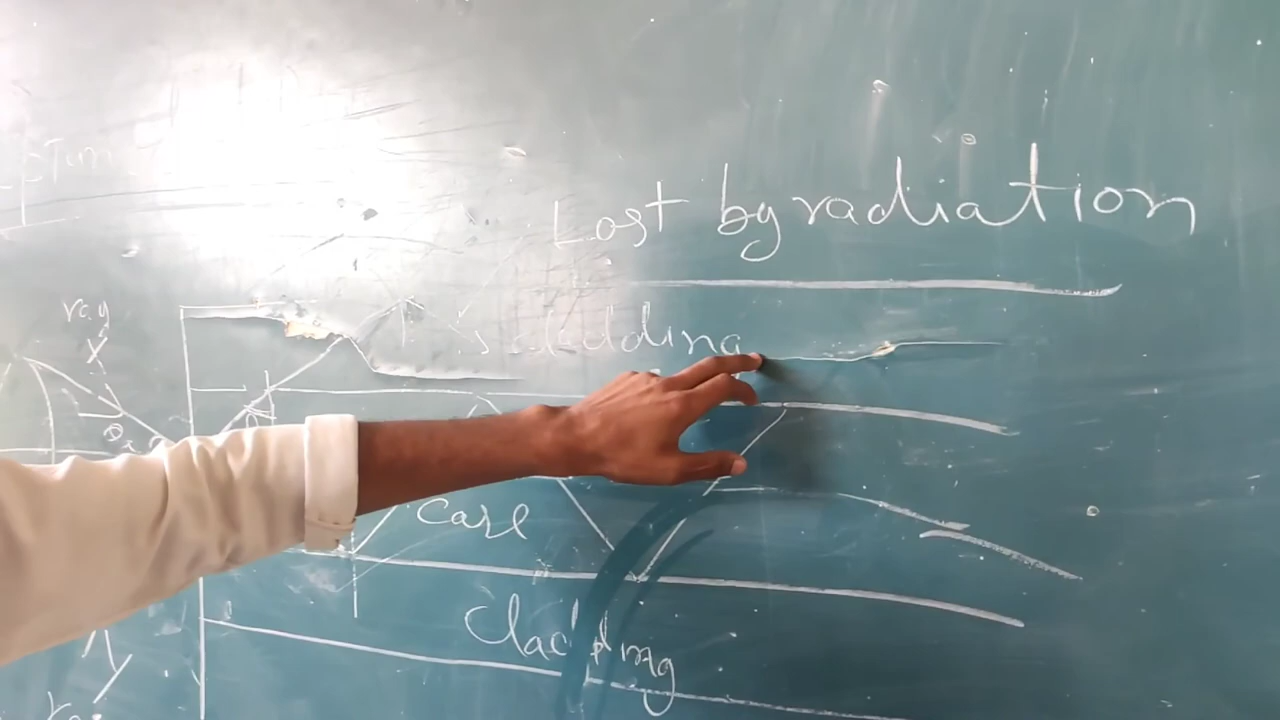 Lost by radiation
ray
x
cladding
Core
Cladding